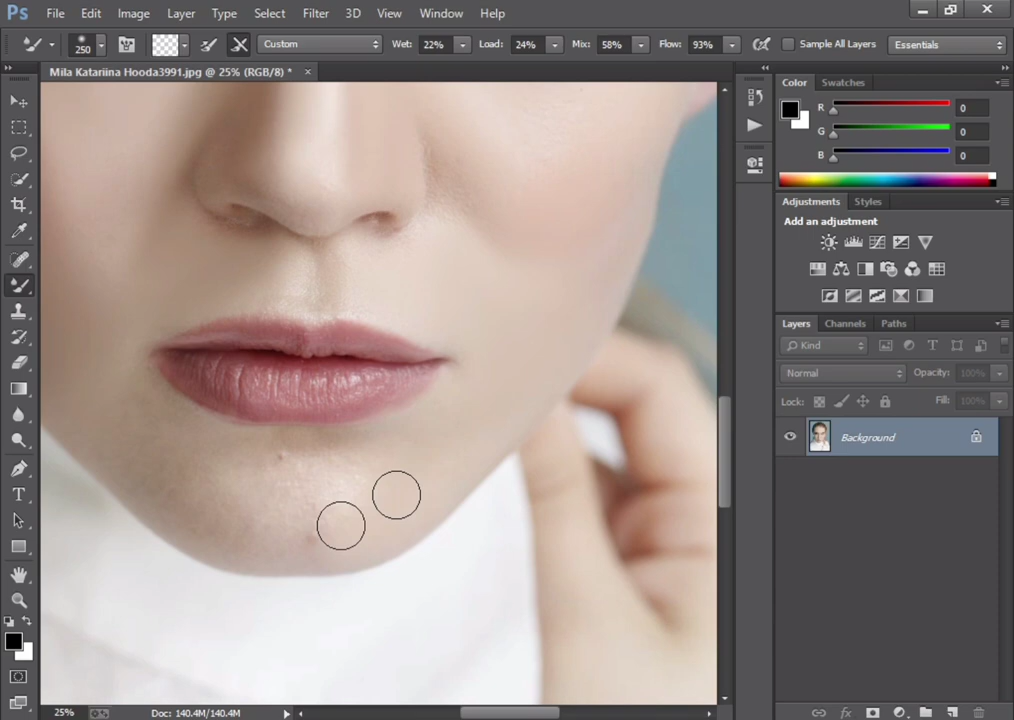 Ps File Edit Image Layer Type Select Filter 3D View Window Help
250 Custom Wet: 22% Load: 24% Mix: 58% Flow: 93% Sample All Layers Essentials
Mila Katariina Hooda3991.jpg @ 25% (RGB/8) * ×
Color Swatches
R 0
G 0
B 0
Adjustments Styles
Add an adjustment
Layers Channels Paths
Kind
Normal Opacity: 100%
Lock: Fill: 100%
Background
25% Doc: 140.4M/140.4M